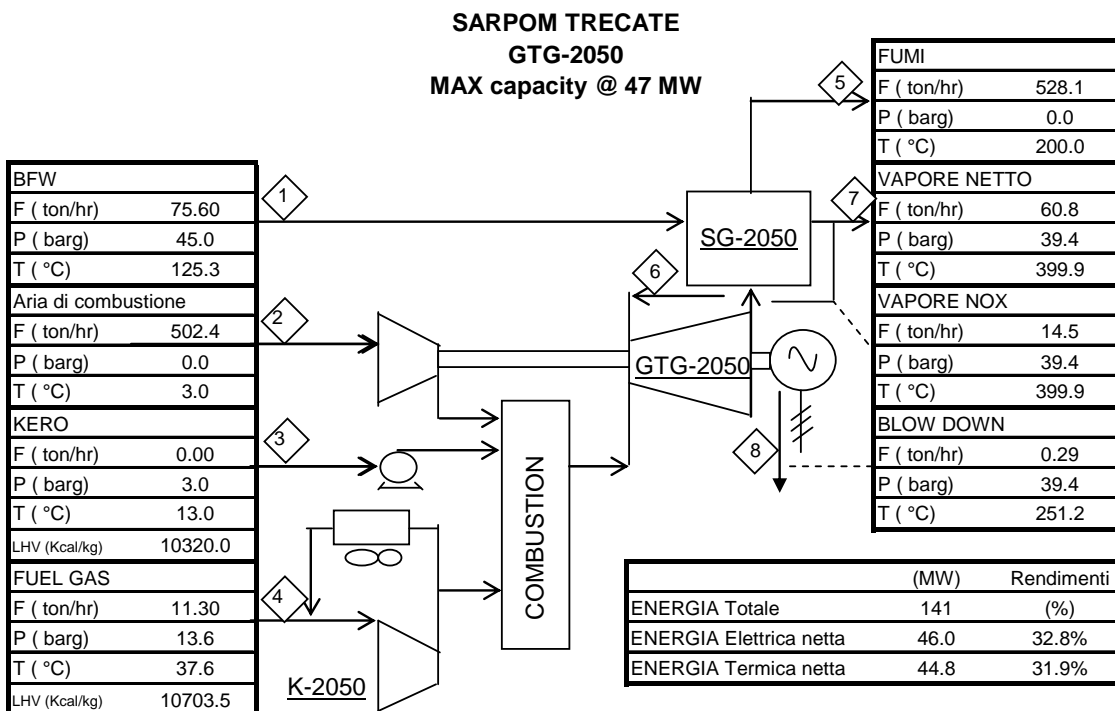 SARPOM TRECATE
GTG-2050
MAX capacity @ 47 MW
BFW
F ( ton/hr) 75.60
P ( barg) 45.0
T ( °C) 125.3
Aria di combustione
F ( ton/hr) 502.4
P ( barg) 0.0
T ( °C) 3.0
KERO
F ( ton/hr) 0.00
P ( barg) 3.0
T ( °C) 13.0
LHV (Kcal/kg) 10320.0
FUEL GAS
F ( ton/hr) 11.30
P ( barg) 13.6
T ( °C) 37.6
LHV (Kcal/kg) 10703.5
1
2
3
4
K-2050
COMBUSTION
SG-2050
GTG-2050
5
6
7
8
FUMI
F ( ton/hr) 528.1
P ( barg) 0.0
T ( °C) 200.0
VAPORE NETTO
F ( ton/hr) 60.8
P ( barg) 39.4
T ( °C) 399.9
VAPORE NOX
F ( ton/hr) 14.5
P ( barg) 39.4
T ( °C) 399.9
BLOW DOWN
F ( ton/hr) 0.29
P ( barg) 39.4
T ( °C) 251.2
(MW) Rendimenti
ENERGIA Totale 141 (%)
ENERGIA Elettrica netta 46.0 32.8%
ENERGIA Termica netta 44.8 31.9%